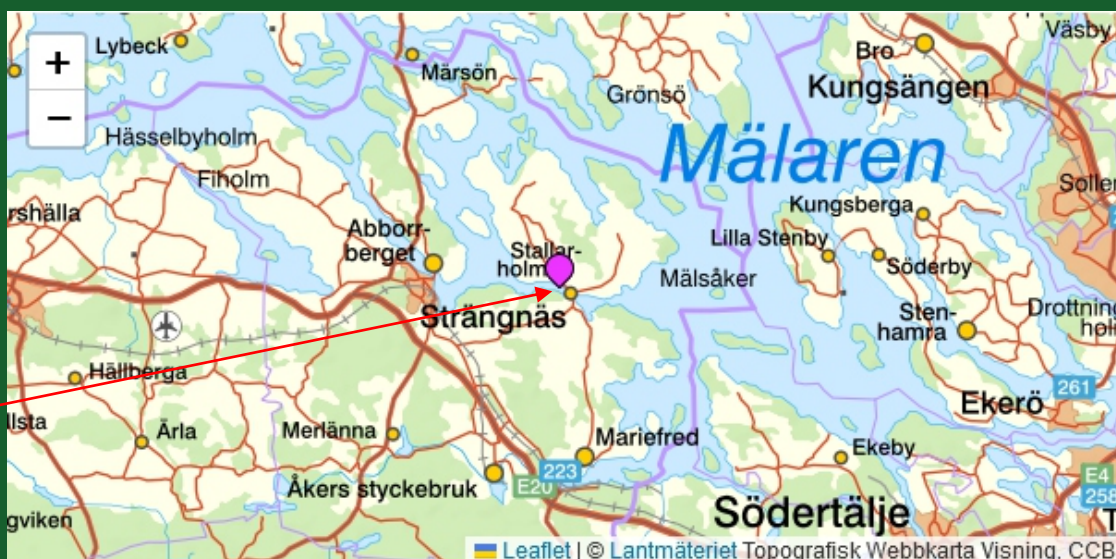 +
−
Lybeck
Märsön
Bro
Väsby
Kungsängen
Grönsö
Hässelbyholm
Mälaren
Fiholm
Soller
rshälla
Kungsberga
Abborr-
berget
Stallar-
holm
Lilla Stenby
Söderby
Mälsåker
Sten-
hamra
Drottning
holm
Strängnäs
Hällberga
261
Ekerö
llsta
Ärla
Merlänna
Mariefred
Ekeby
223
E20
Åkers styckebruk
E4
258
gviken
Södertälje
T
Leaflet | © Lantmäteriet Topografisk Webbkarta Visning, CCB